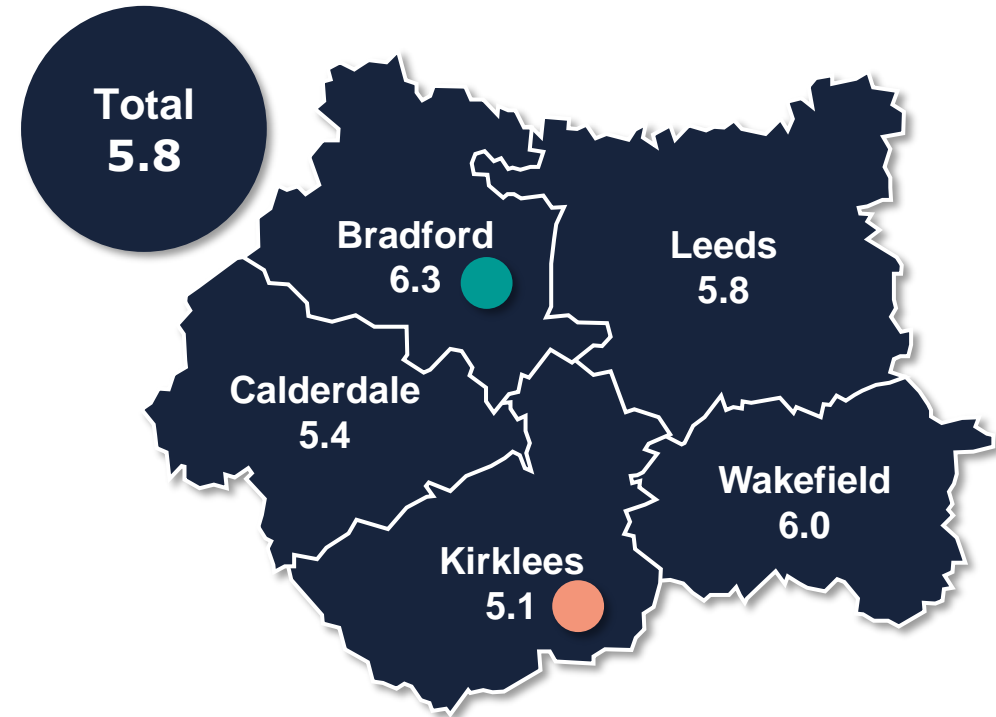 Total
5.8
Bradford
6.3
Leeds
5.8
Calderdale
5.4
Wakefield
6.0
Kirklees
5.1